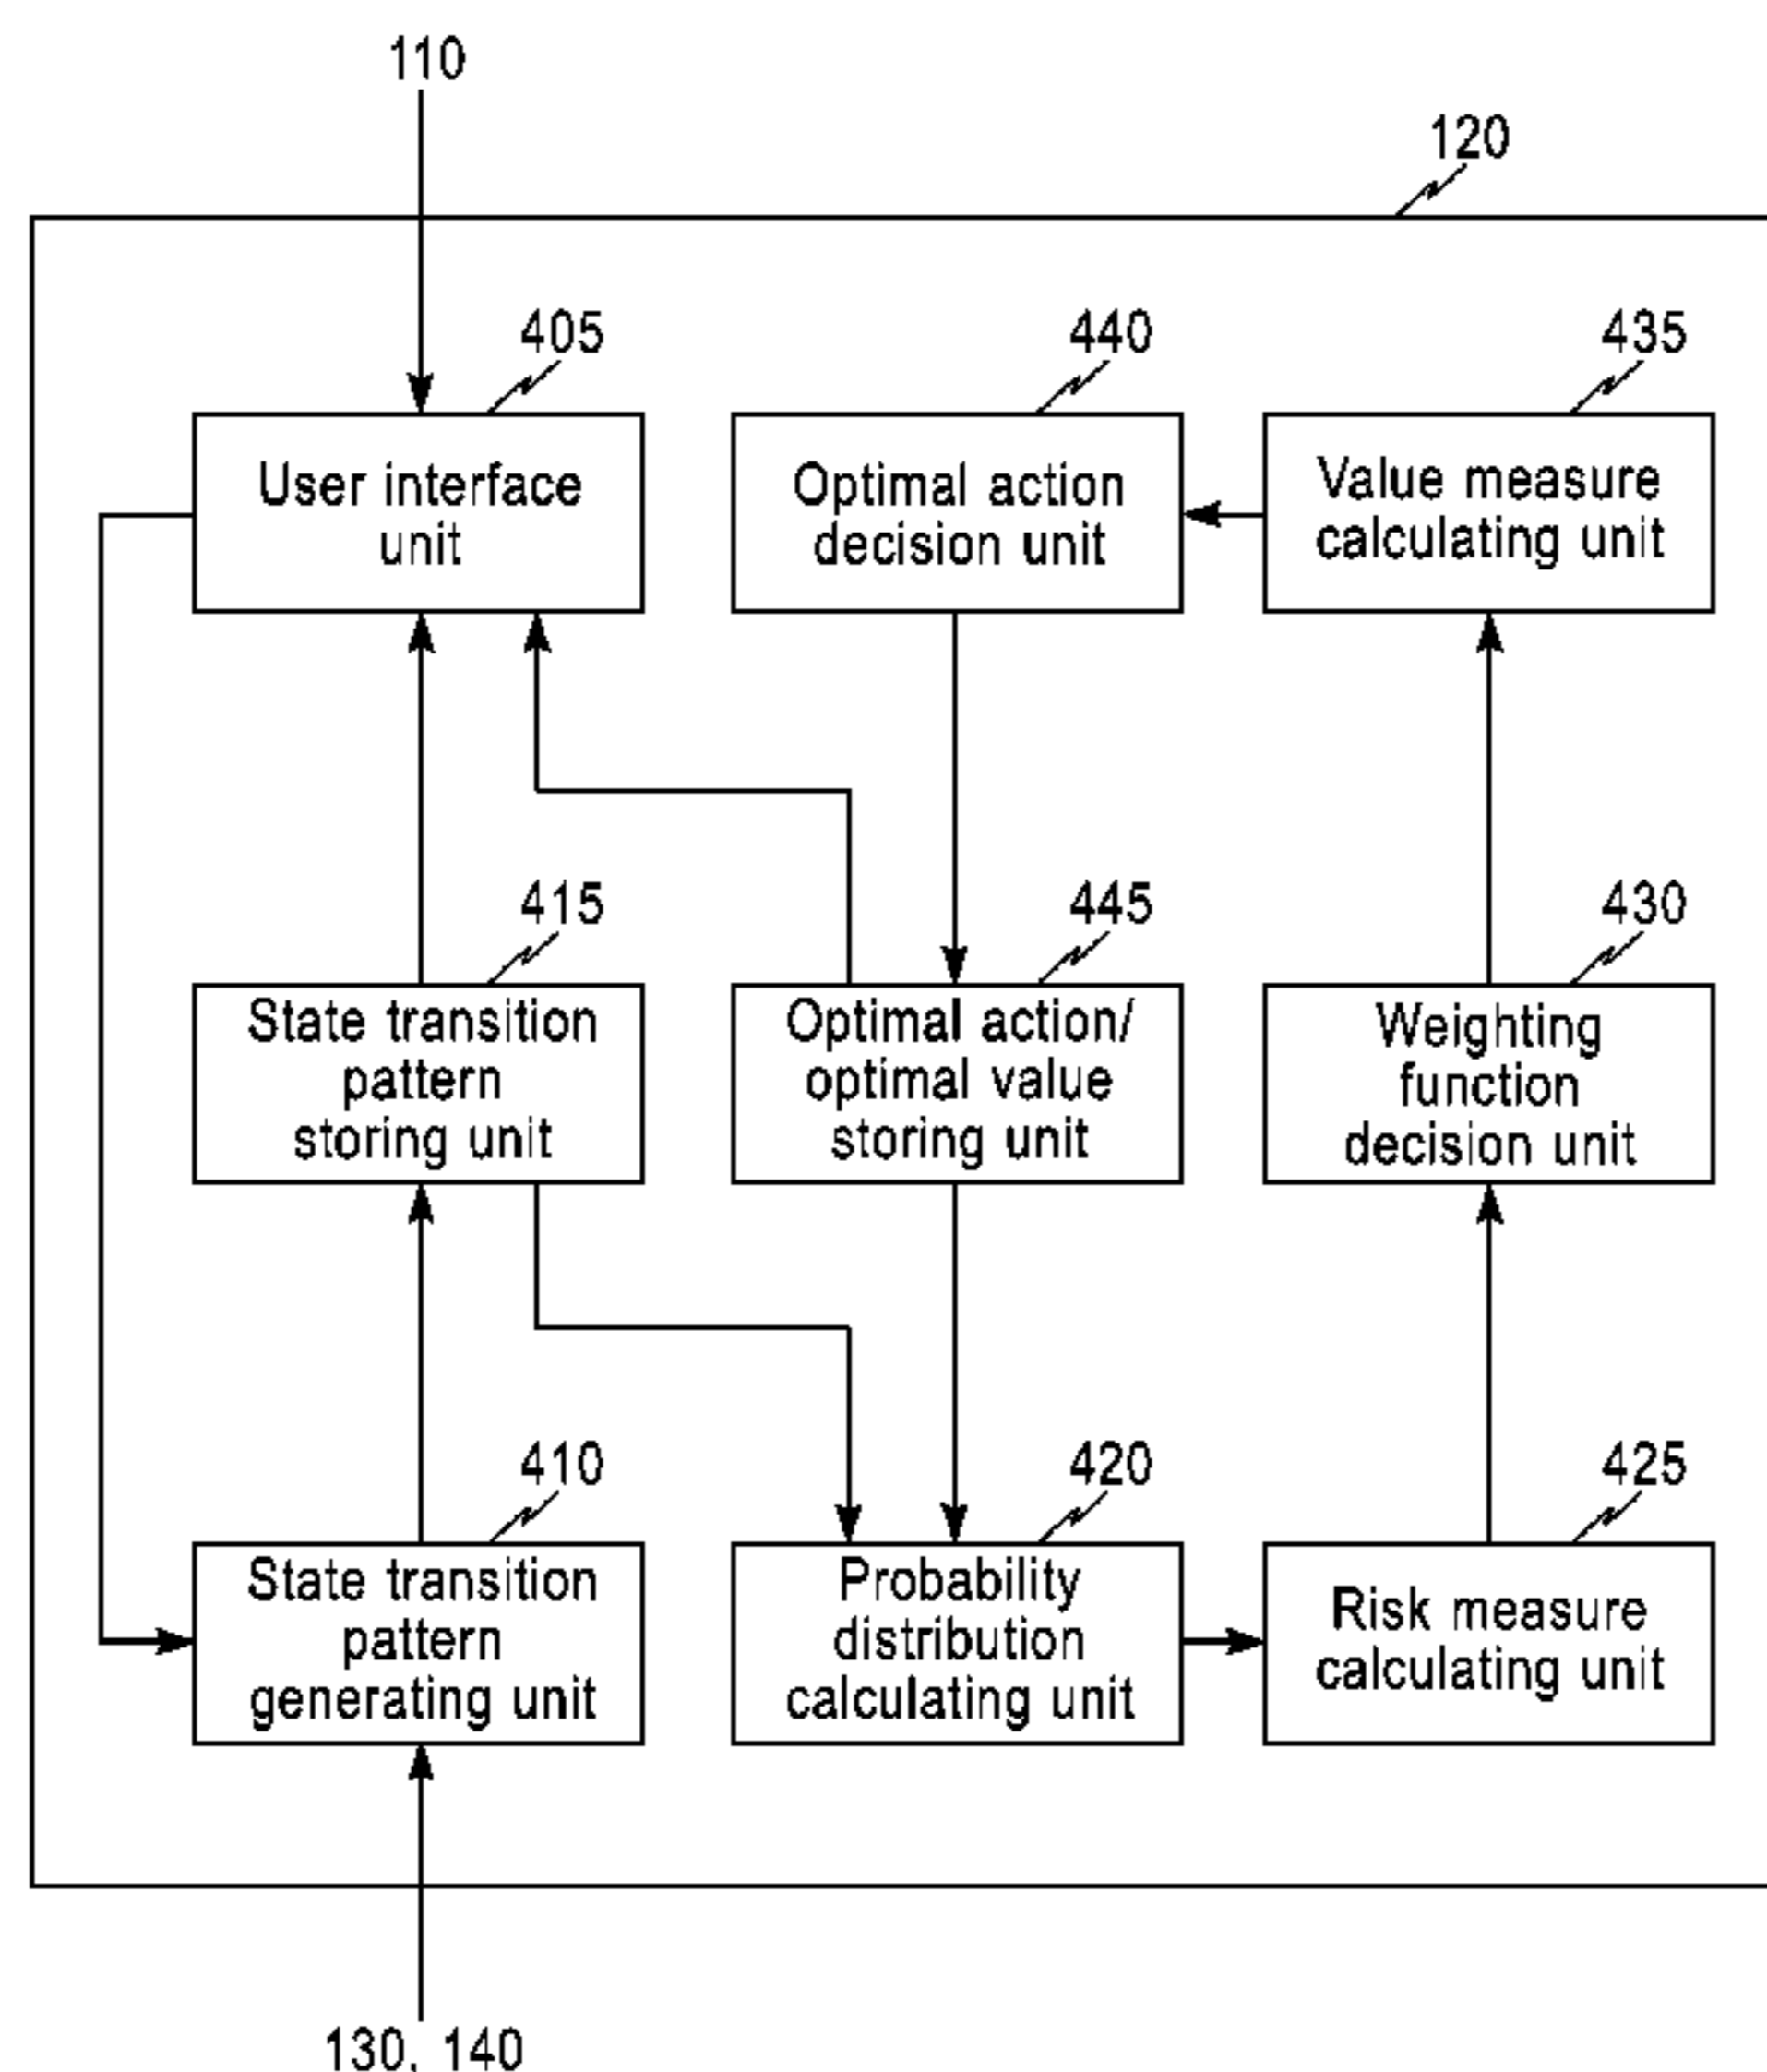 110
120
405
440
435
User interface
unit
Optimal action
decision unit
Value measure
calculating unit
415
445
430
State transition
pattern
storing unit
Optimal action/
optimal value
storing unit
Weighting
function
decision unit
410
420
425
State transition
pattern
generating unit
Probability
distribution
calculating unit
Risk measure
calculating unit
130, 140